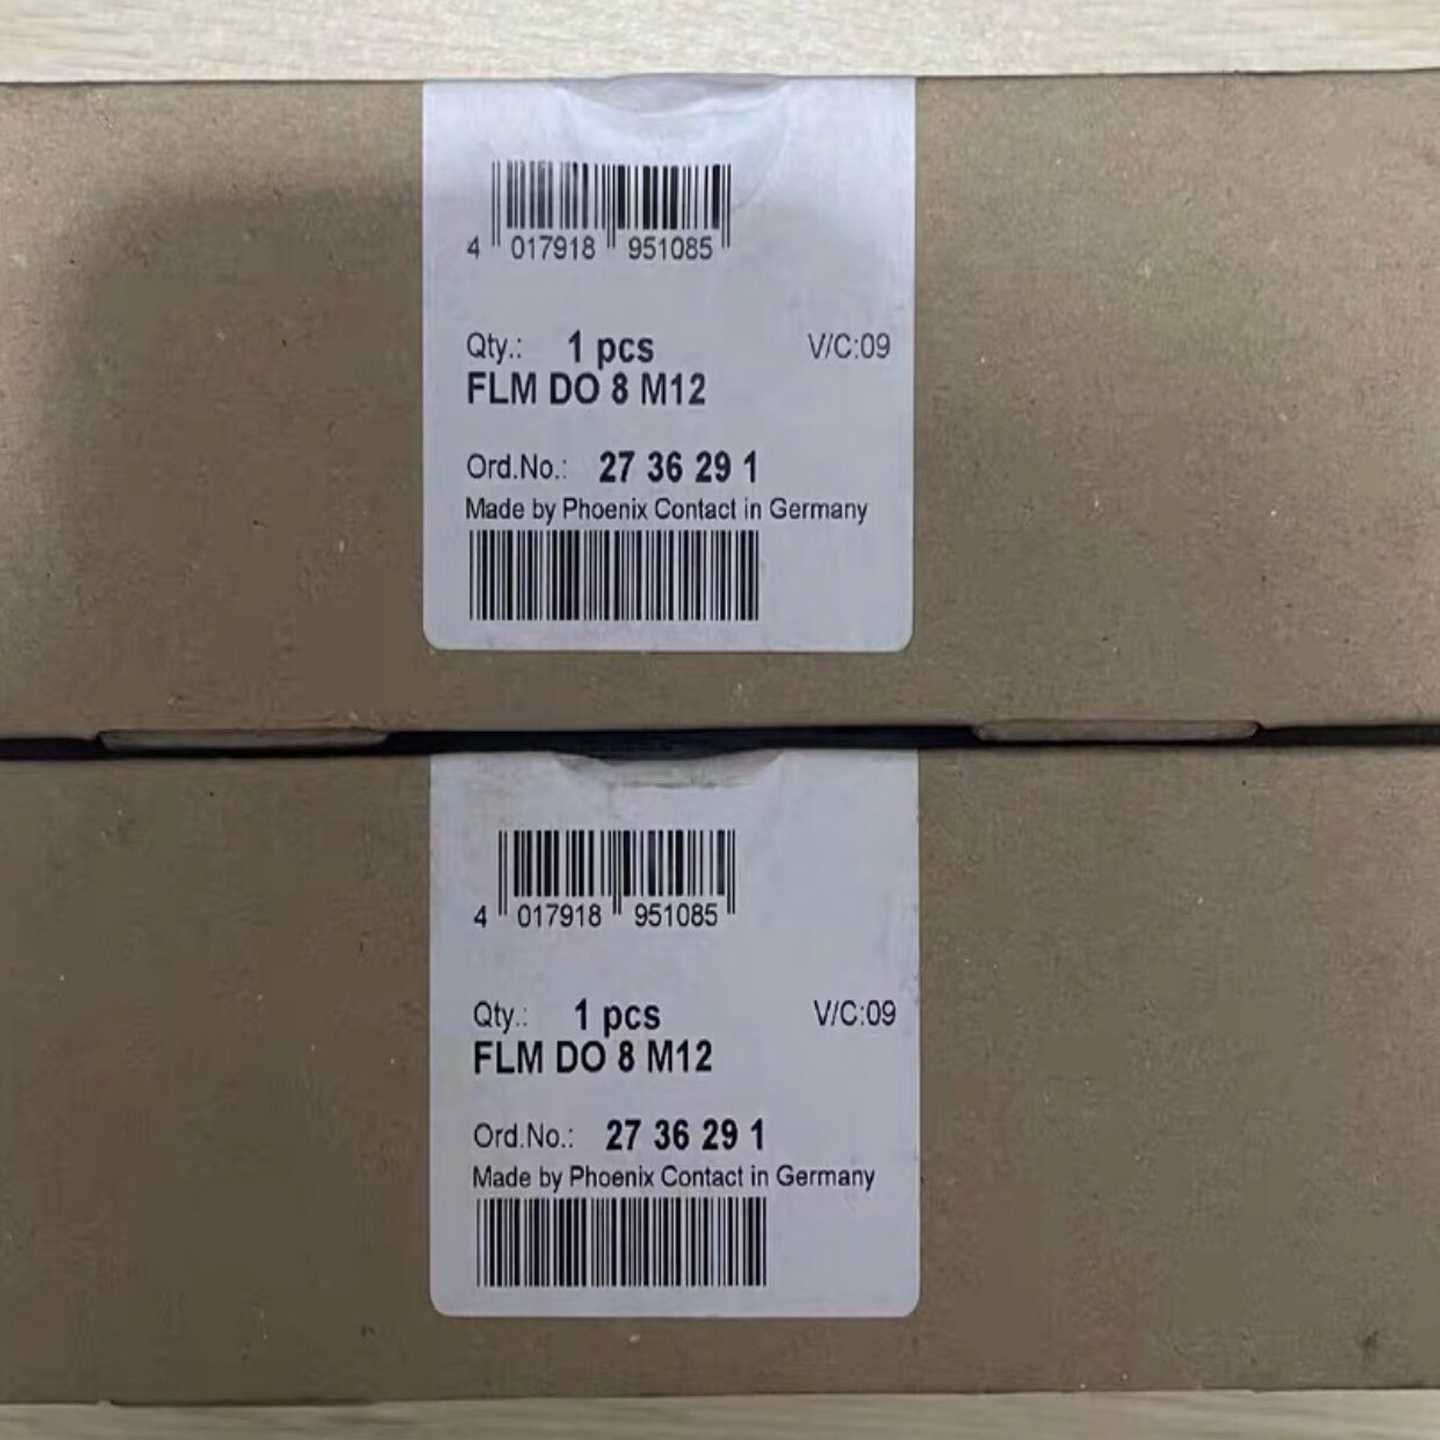 4 017918 951085
Qty.: 1 pcs V/C:09
FLM DO 8 M12
Ord.No.: 27 36 29 1
Made by Phoenix Contact in Germany
4 017918 951085
Qty.: 1 pcs V/C:09
FLM DO 8 M12
Ord.No.: 27 36 29 1
Made by Phoenix Contact in Germany